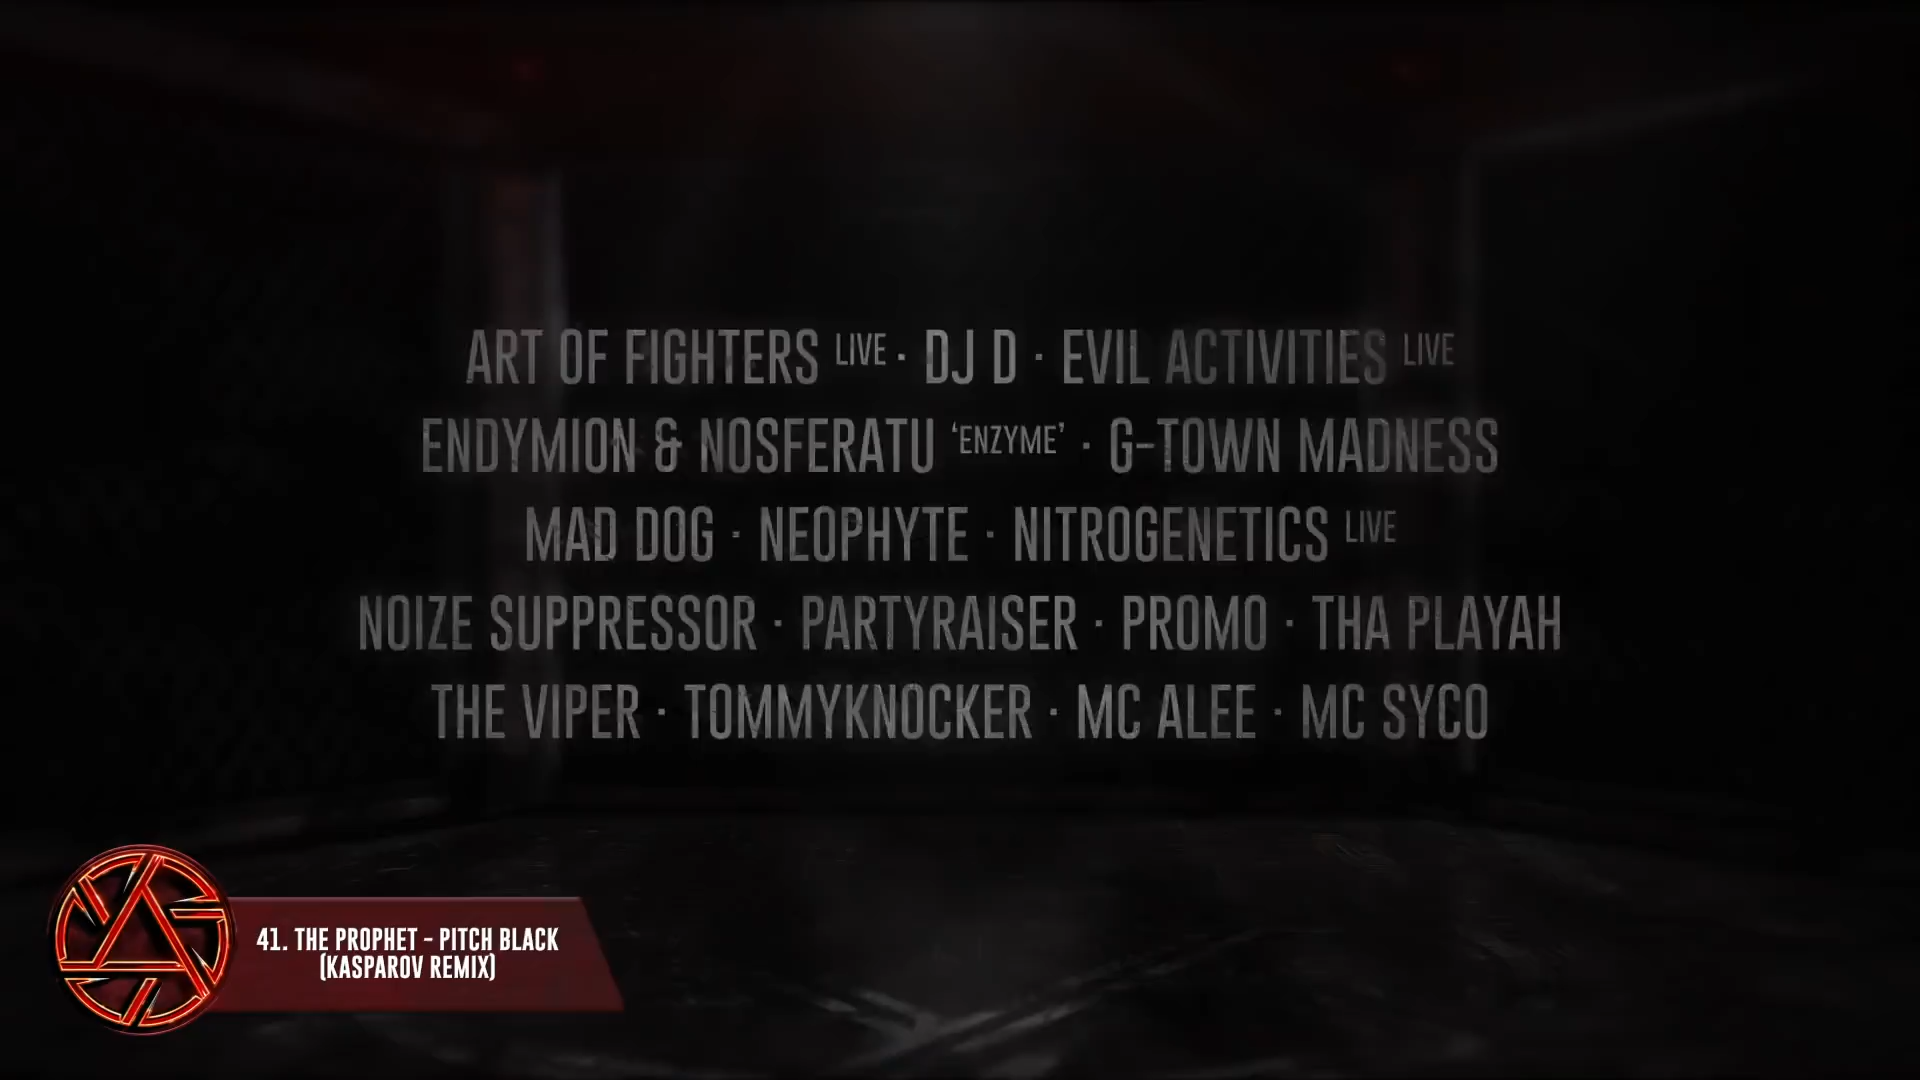 ART OF FIGHTERS LIVE · DJ D · EVIL ACTIVITIES LIVE
ENDYMION & NOSFERATU ‘ENZYME’ · G-TOWN MADNESS
MAD DOG · NEOPHYTE · NITROGENETICS LIVE
NOIZE SUPPRESSOR · PARTYRAISER · PROMO · THA PLAYAH
THE VIPER · TOMMYKNOCKER · MC ALEE · MC SYCO
41. THE PROPHET - PITCH BLACK
(KASPAROV REMIX)